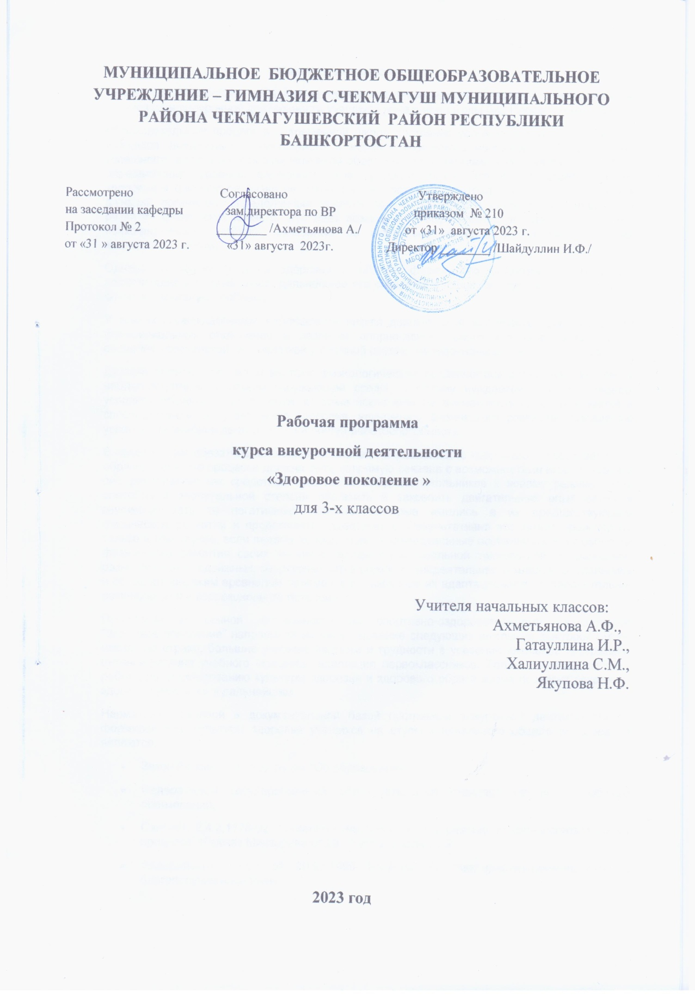 МУНИЦИПАЛЬНОЕ БЮДЖЕТНОЕ ОБЩЕОБРАЗОВАТЕЛЬНОЕ
УЧРЕЖДЕНИЕ – ГИМНАЗИЯ С.ЧЕКМАГУШ МУНИЦИПАЛЬНОГО
РАЙОНА ЧЕКМАГУШЕВСКИЙ РАЙОН РЕСПУБЛИКИ
БАШКОРТОСТАН
Рассмотрено
на заседании кафедры
Протокол № 2
от «31 » августа 2023 г.
Согласовано
зам.директора по ВР
________ /Ахметьянова А./
«31» августа 2023г.
Утверждено
приказом № 210
от «31» августа 2023 г.
Директор ________ /Шайдуллин И.Ф./
Рабочая программа
курса внеурочной деятельности
«Здоровое поколение »
для 3-х классов
Учителя начальных классов:
Ахметьянова А.Ф.,
Гатауллина И.Р.,
Халиуллина С.М.,
Якупова Н.Ф.
2023 год